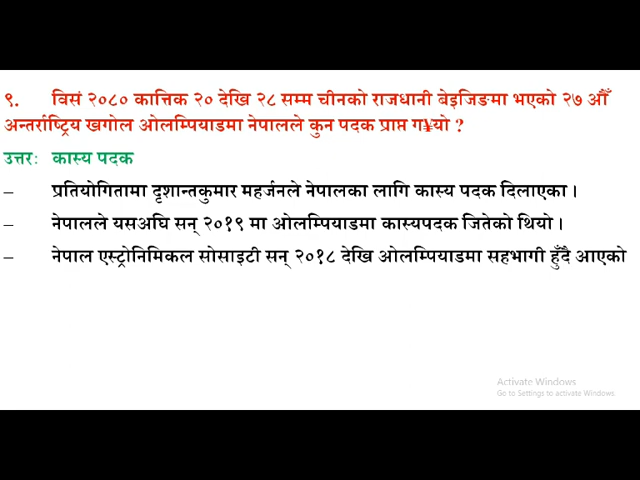 ९. विसं २०८० कात्तिक २० देखि २८ सम्म चीनको राजधानी बेइजिङमा भएको २७ औँ
अन्तर्राष्ट्रिय खगोल ओलम्पियाडमा नेपालले कुन पदक प्राप्त ग¥यो ?
उत्तरः कास्य पदक
– प्रतियोगितामा दृशान्तकुमार महर्जनले नेपालका लागि कास्य पदक दिलाएका ।
– नेपालले यसअघि सन् २०१९ मा ओलम्पियाडमा कास्यपदक जितेको थियो ।
– नेपाल एस्ट्रोनिमिकल सोसाइटी सन् २०१८ देखि ओलम्पियाडमा सहभागी हुँदै आएको
Activate Windows
Go to Settings to activate Windows